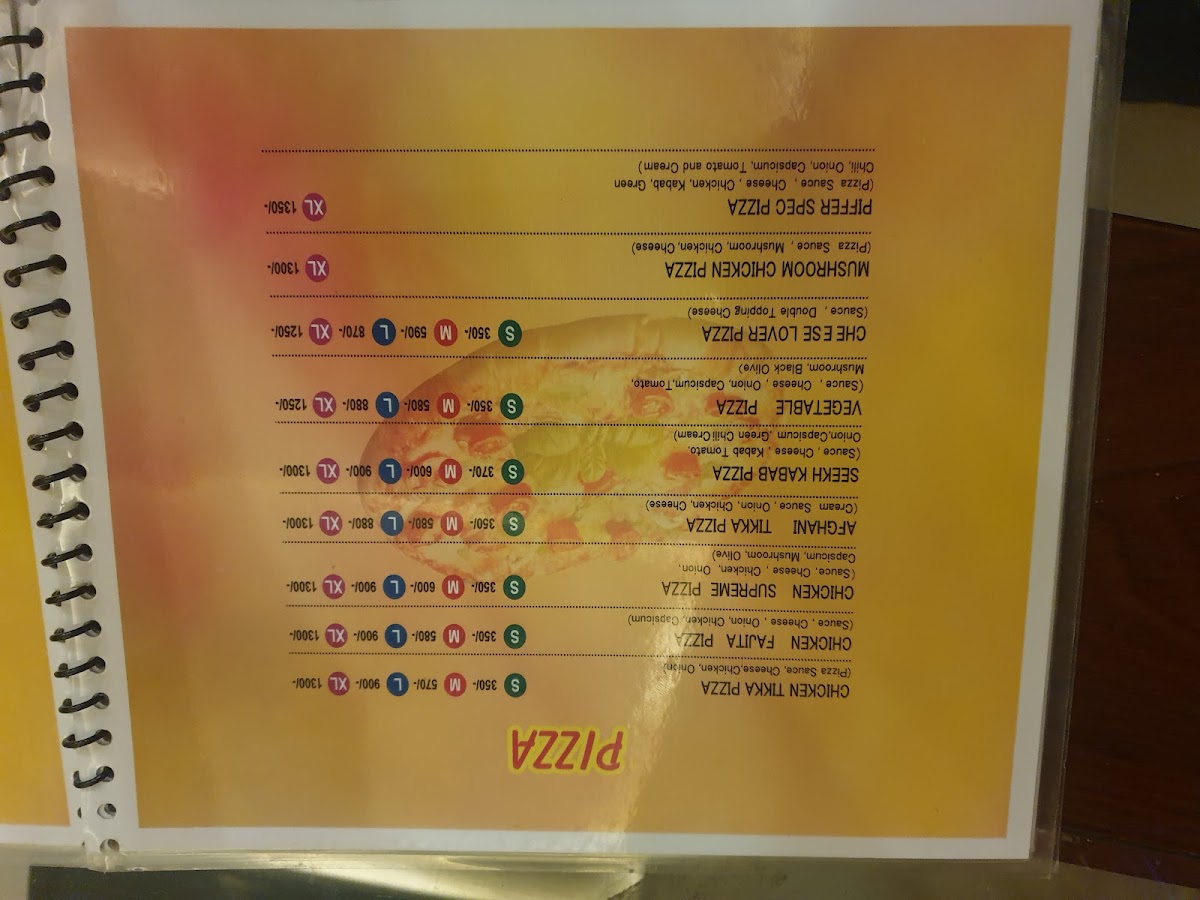 PIZZA
CHICKEN TIKKA PIZZA S 350/- M 570/- L 900/- XL 1300/-
(Pizza Sauce, Cheese,Chicken, Onion)
CHICKEN FAJITA PIZZA S 350/- M 580/- L 900/- XL 1300/-
(Sauce , Cheese , Onion, Chicken, Capsicum)
CHICKEN SUPREME PIZZA S 350/- M 600/- L 900/- XL 1300/-
(Sauce, Cheese , Chicken, Onion,
Capsicum, Mushroom, Olive)
AFGHANI TIKKA PIZZA S 350/- M 580/- L 880/- XL 1300/-
(Cream Sauce, Onion, Chicken, Cheese)
SEEKH KABAB PIZZA S 370/- M 600/- L 900/- XL 1300/-
(Sauce , Cheese , Kabab, Tomato,
Onion,Capsicum ,Green Chili,Cream)
VEGETABLE PIZZA S 350/- M 580/- L 880/- XL 1250/-
(Sauce , Cheese , Onion, Capsicum,Tomato,
Mushroom, Black Olive)
CHEESE LOVER PIZZA S 350/- M 590/- L 870/- XL 1250/-
(Sauce , Double Topping Cheese)
MUSHROOM CHICKEN PIZZA XL 1300/-
(Pizza Sauce , Mushroom, Chicken, Cheese)
PIFFER SPEC PIZZA XL 1350/-
(Pizza Sauce , Cheese , Chicken, Kabab, Green
Chili, Onion, Capsicum, Tomato and Cream)